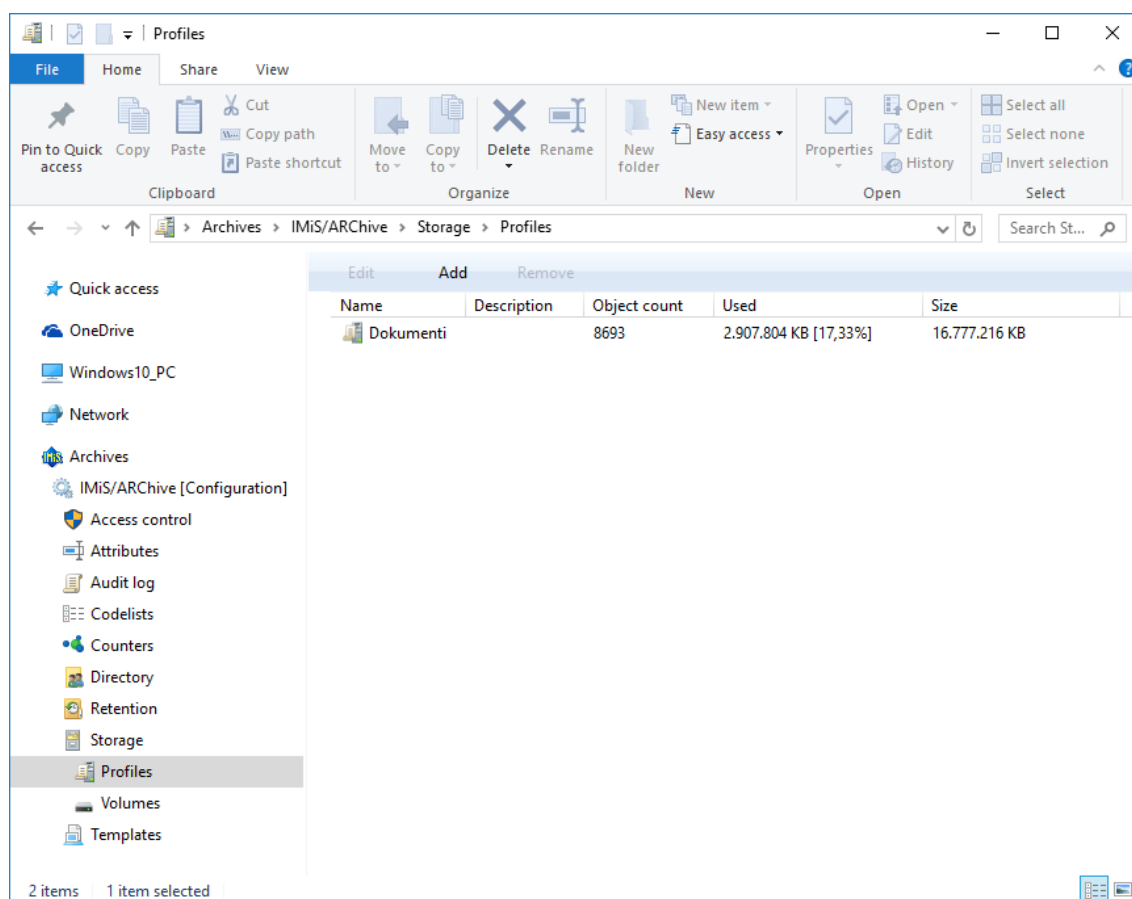 Profiles
File Home Share View
Pin to Quick access
Copy
Paste
Cut
Copy path
Paste shortcut
Clipboard
Move to
Copy to
Delete
Rename
Organize
New folder
New item
Easy access
New
Properties
Open
Edit
History
Open
Select all
Select none
Invert selection
Select
Archives > IMiS/ARChive > Storage > Profiles
Search St...
Edit Add Remove
Name Description Object count Used Size
Dokumenti 8693 2.907.804 KB [17,33%] 16.777.216 KB
Quick access
OneDrive
Windows10_PC
Network
Archives
IMiS/ARChive [Configuration]
Access control
Attributes
Audit log
Codelists
Counters
Directory
Retention
Storage
Profiles
Volumes
Templates
2 items 1 item selected